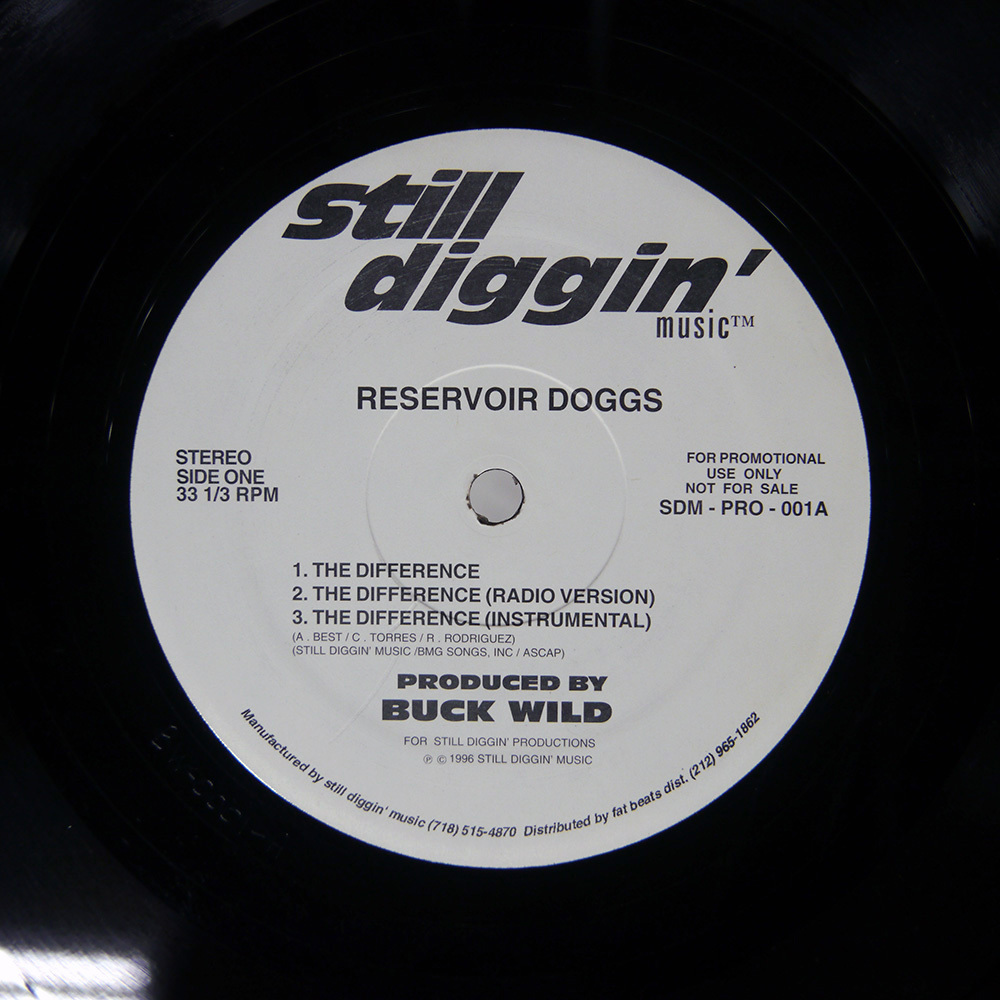 still
diggin'
music™
RESERVOIR DOGGS
STEREO
SIDE ONE
33 1/3 RPM
FOR PROMOTIONAL
USE ONLY
NOT FOR SALE
SDM - PRO - 001A
1. THE DIFFERENCE
2. THE DIFFERENCE (RADIO VERSION)
3. THE DIFFERENCE (INSTRUMENTAL)
(A . BEST / C . TORRES / R . RODRIGUEZ)
(STILL DIGGIN' MUSIC /BMG SONGS, INC / ASCAP)
PRODUCED BY
BUCK WILD
FOR STILL DIGGIN' PRODUCTIONS
℗ © 1996 STILL DIGGIN' MUSIC
Manufactured by still diggin' music (718) 515-4870 Distributed by fat beats dist. (212) 965-1862